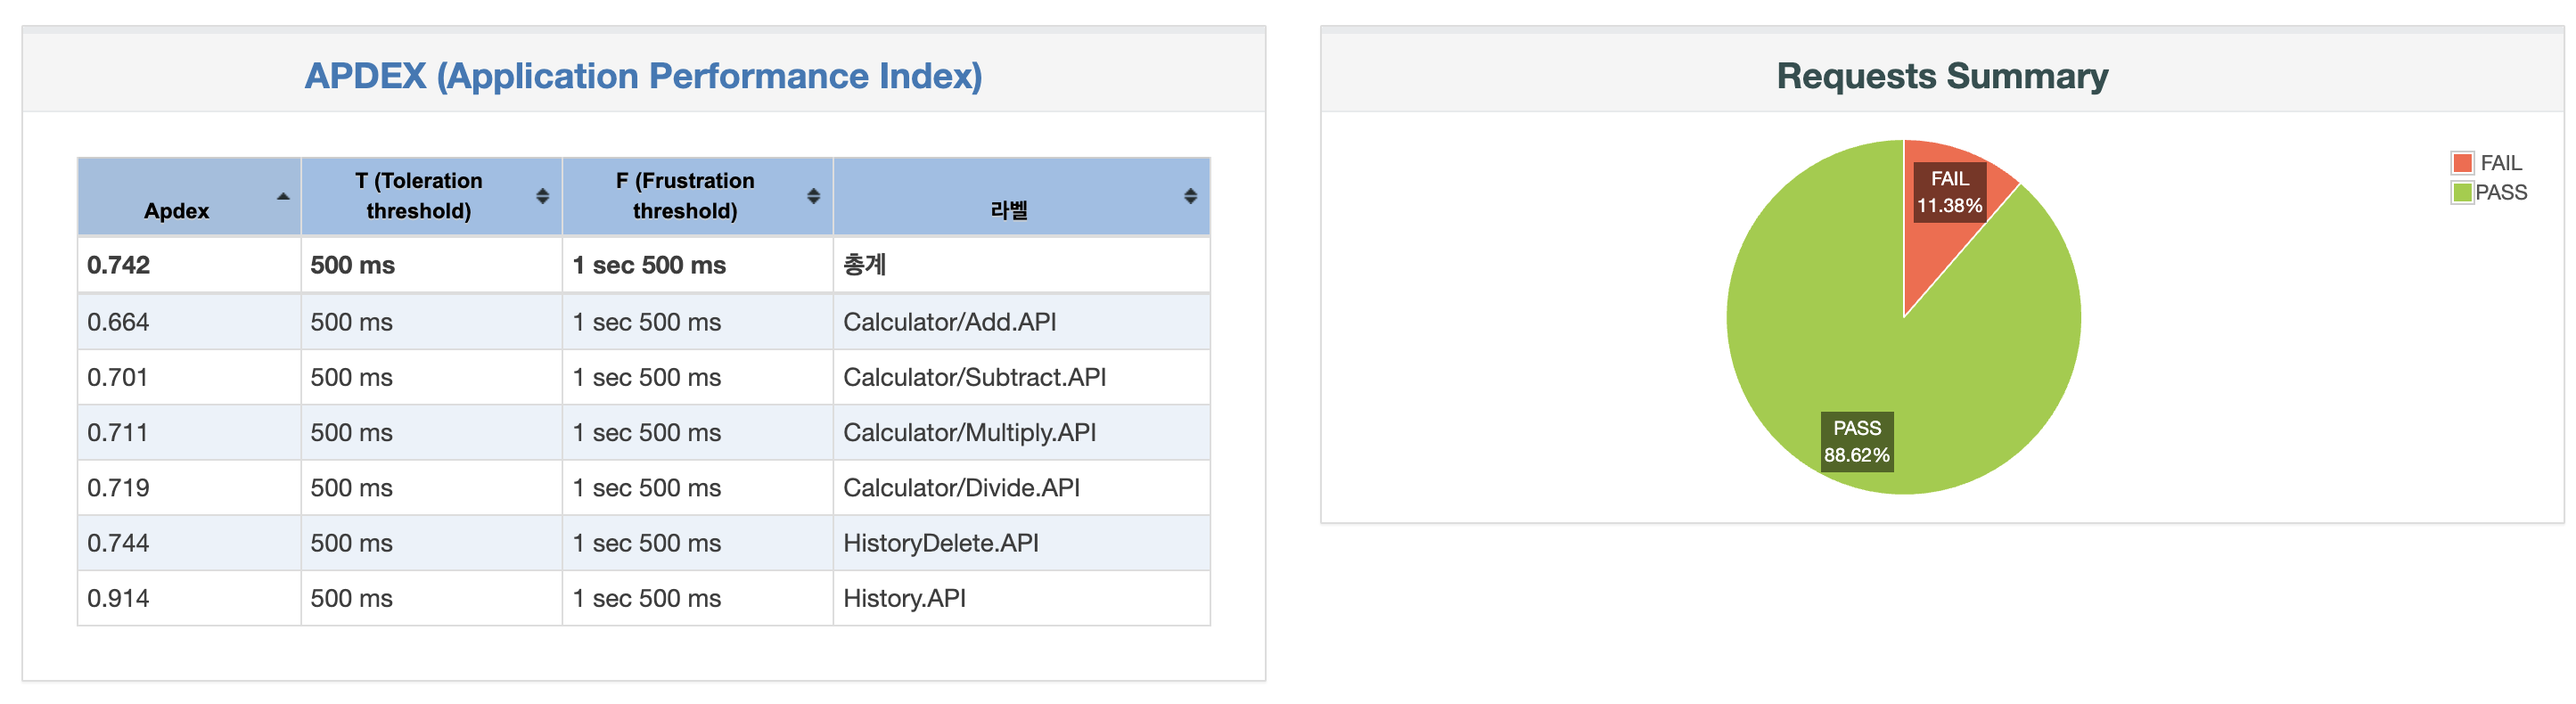 APDEX (Application Performance Index)
Apdex
T (Toleration
threshold)
F (Frustration
threshold)
라벨
0.742 500 ms 1 sec 500 ms 총계
0.664 500 ms 1 sec 500 ms Calculator/Add.API
0.701 500 ms 1 sec 500 ms Calculator/Subtract.API
0.711 500 ms 1 sec 500 ms Calculator/Multiply.API
0.719 500 ms 1 sec 500 ms Calculator/Divide.API
0.744 500 ms 1 sec 500 ms HistoryDelete.API
0.914 500 ms 1 sec 500 ms History.API
Requests Summary
FAIL
11.38%
PASS
88.62%
FAIL
PASS